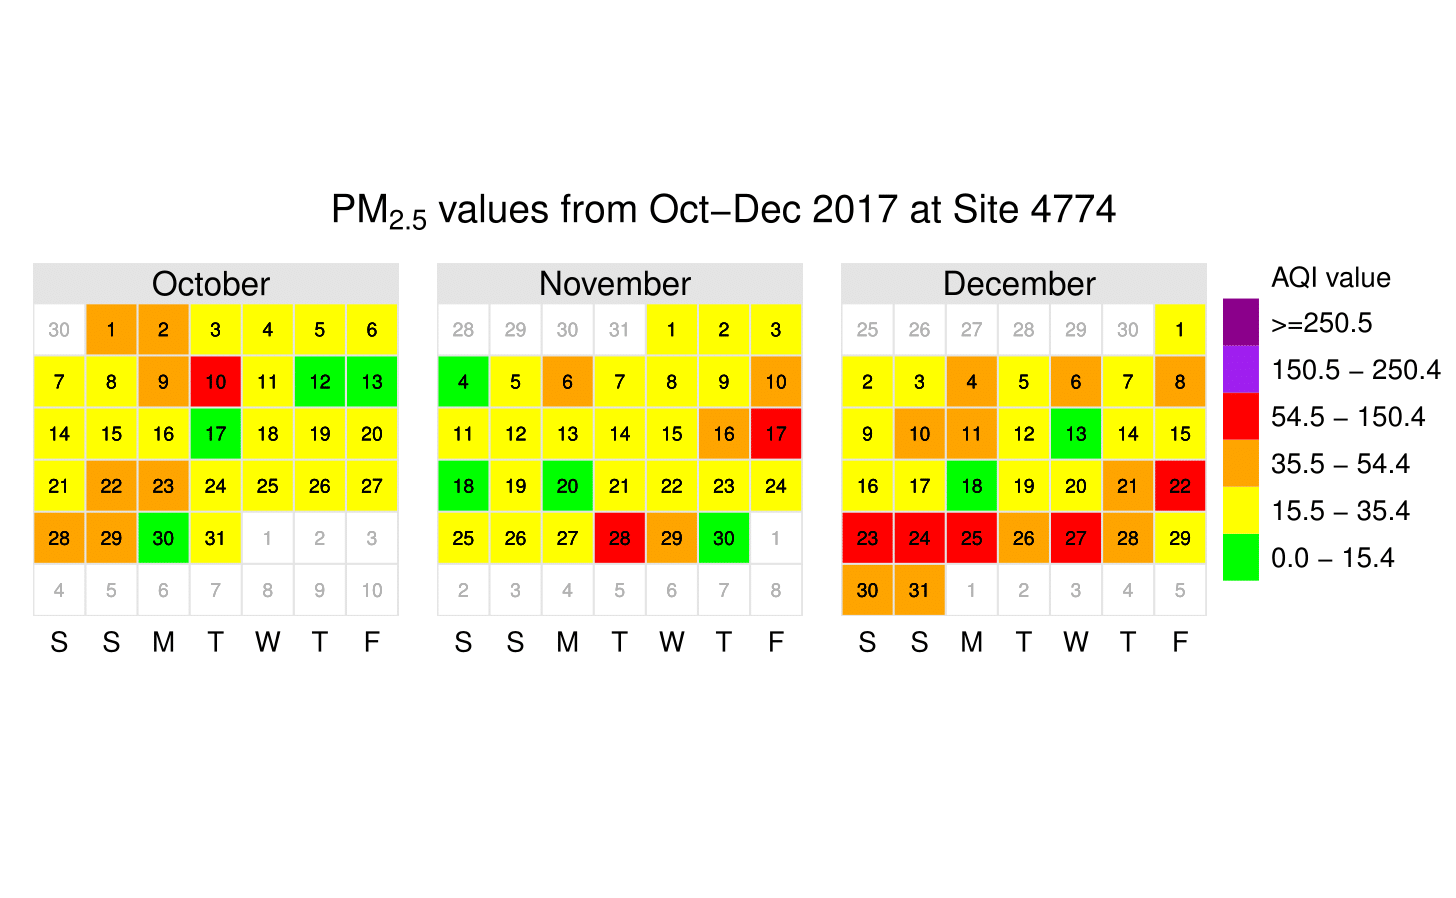 PM2.5 values from Oct−Dec 2017 at Site 4774
October
30 1 2 3 4 5 6
7 8 9 10 11 12 13
14 15 16 17 18 19 20
21 22 23 24 25 26 27
28 29 30 31 1 2 3
4 5 6 7 8 9 10
S S M T W T F
November
28 29 30 31 1 2 3
4 5 6 7 8 9 10
11 12 13 14 15 16 17
18 19 20 21 22 23 24
25 26 27 28 29 30 1
2 3 4 5 6 7 8
S S M T W T F
December
25 26 27 28 29 30 1
2 3 4 5 6 7 8
9 10 11 12 13 14 15
16 17 18 19 20 21 22
23 24 25 26 27 28 29
30 31 1 2 3 4 5
S S M T W T F
AQI value
>=250.5
150.5 − 250.4
54.5 − 150.4
35.5 − 54.4
15.5 − 35.4
0.0 − 15.4